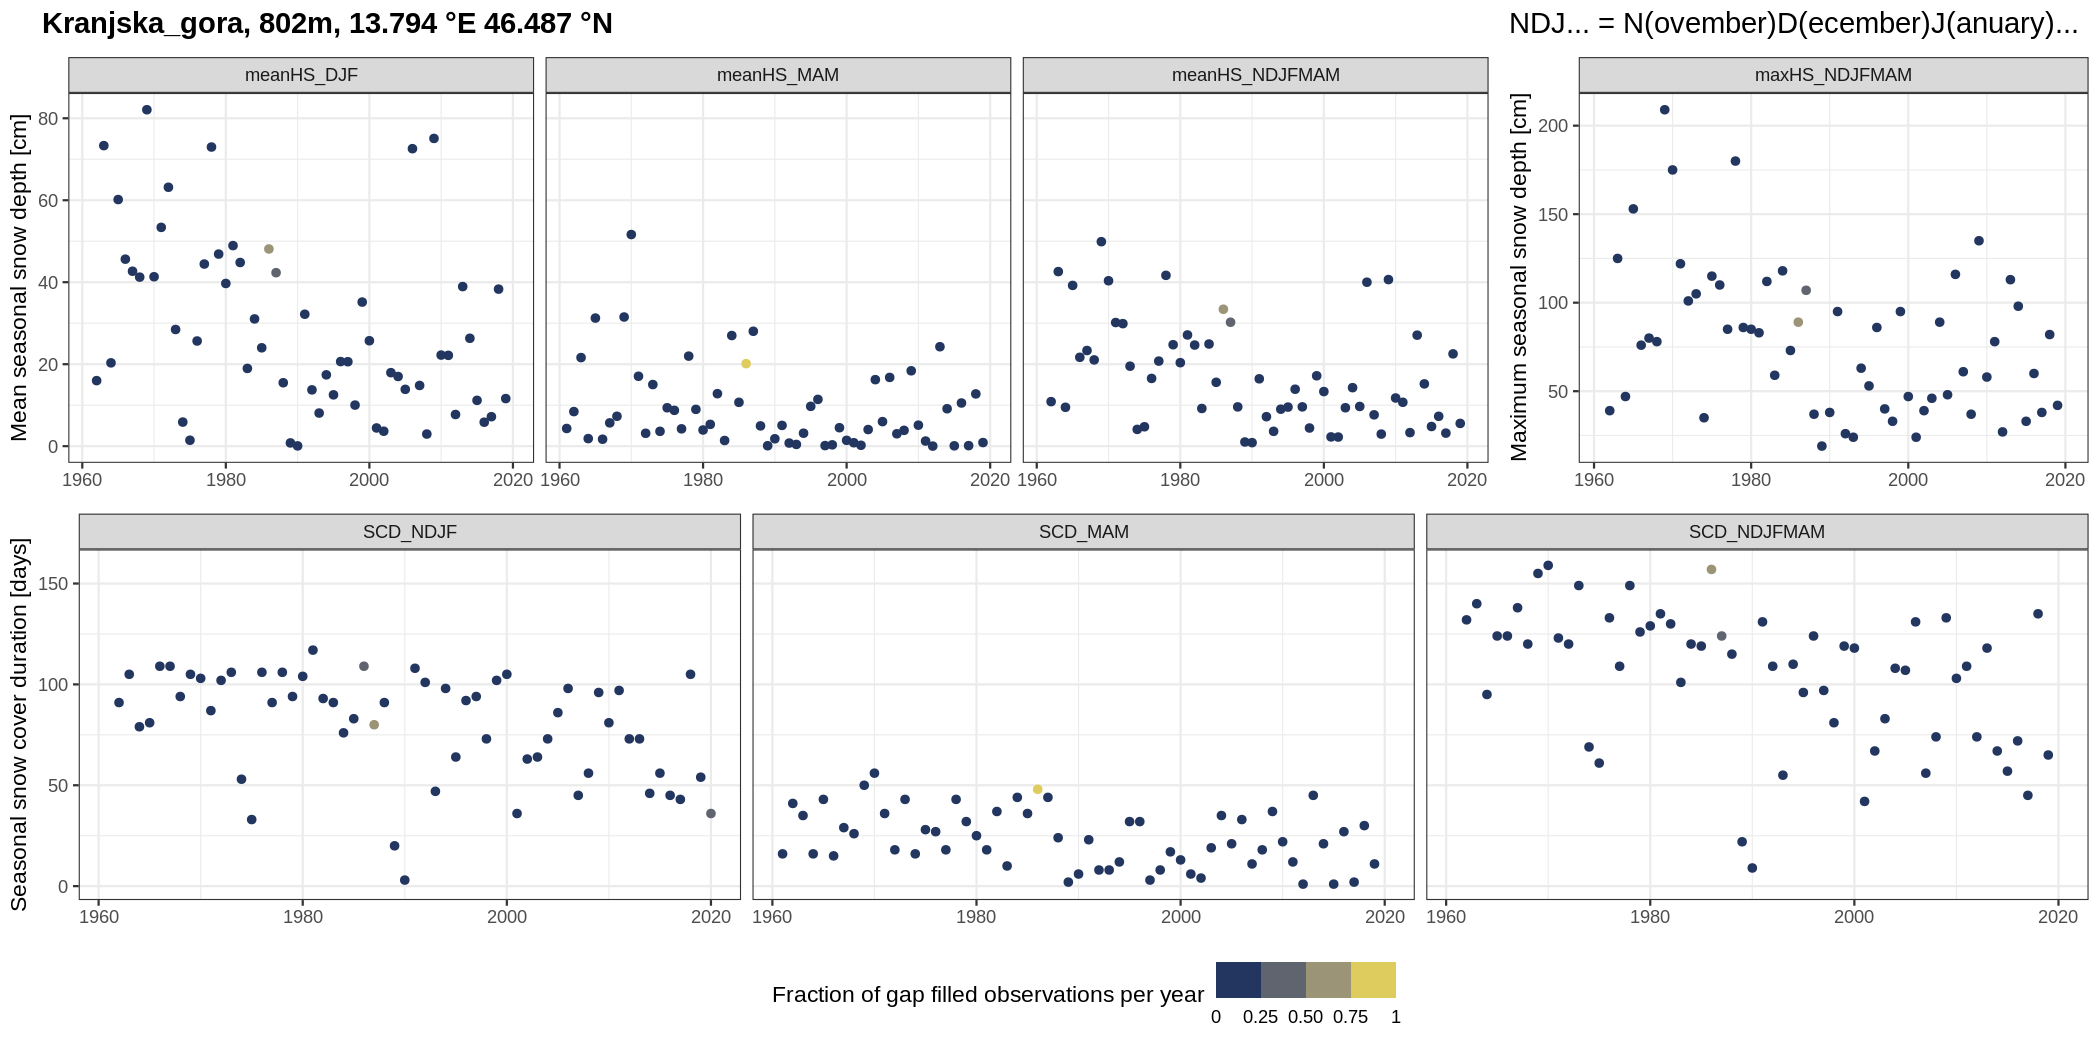 Kranjska_gora, 802m, 13.794 °E 46.487 °N
NDJ... = N(ovember)D(ecember)J(anuary)...
meanHS_DJF
meanHS_MAM
meanHS_NDJFMAM
maxHS_NDJFMAM
Mean seasonal snow depth [cm]
80
60
40
20
0
Maximum seasonal snow depth [cm]
200
150
100
50
1960 1980 2000 2020
1960 1980 2000 2020
1960 1980 2000 2020
1960 1980 2000 2020
SCD_NDJF
SCD_MAM
SCD_NDJFMAM
Seasonal snow cover duration [days]
150
100
50
0
1960 1980 2000 2020
1960 1980 2000 2020
1960 1980 2000 2020
Fraction of gap filled observations per year
0 0.25 0.50 0.75 1